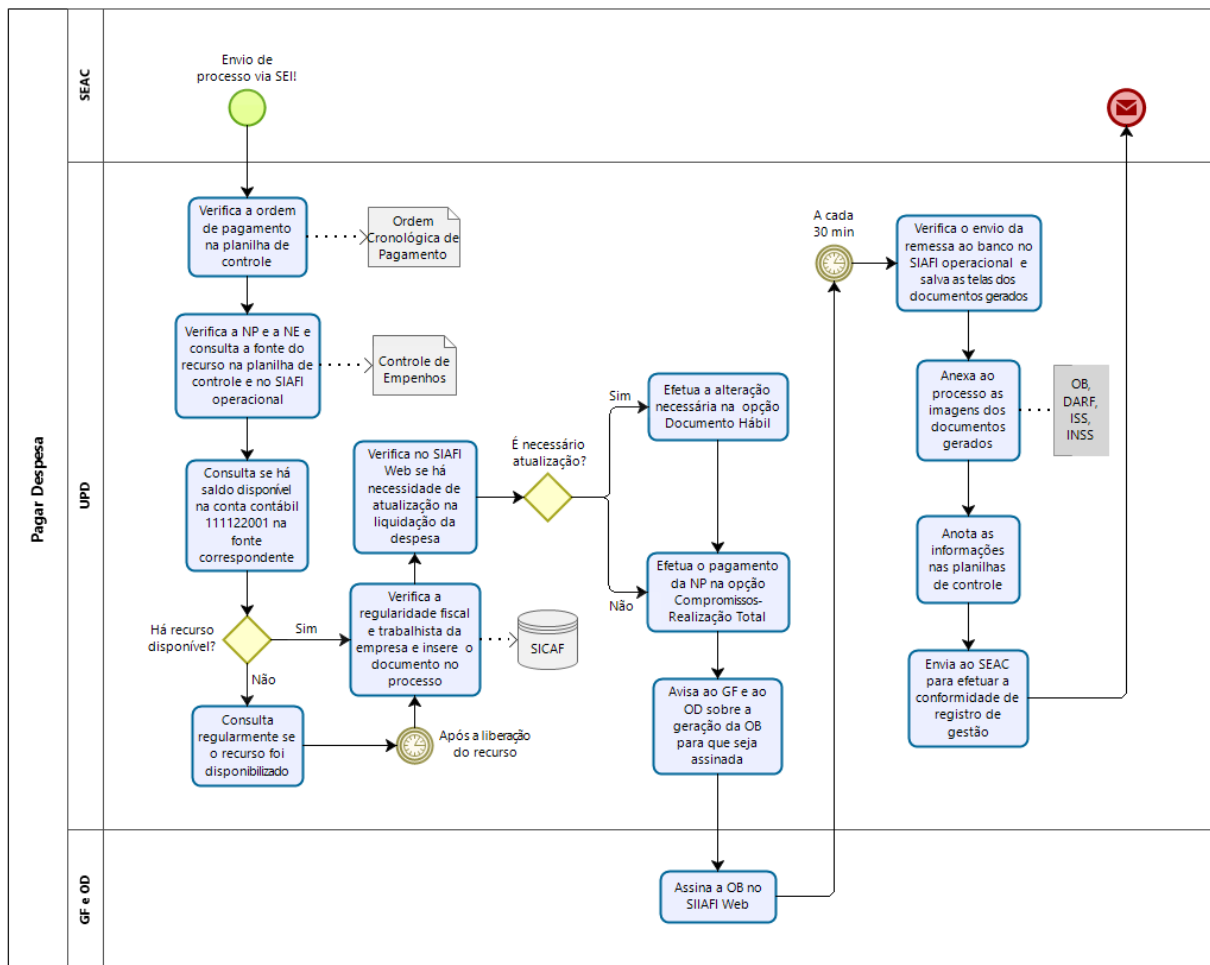 Pagar Despesa
SEAC
Envio de
processo via SEI!
UPD
Verifica a ordem
de pagamento
na planilha de
controle
Ordem
Cronológica de
Pagamento
Verifica a NP e a NE e
consulta a fonte do
recurso na planilha de
controle e no SIAFI
operacional
Controle de
Empenhos
Consulta se há
saldo disponível
na conta contábil
111122001 na
fonte
correspondente
Há recurso
disponível?
Sim
Não
Consulta
regularmente se
o recurso foi
disponibilizado
Após a liberação
do recurso
Verifica a
regularidade fiscal
e trabalhista da
empresa e insere o
documento no
processo
SICAF
Verifica no SIAFI
Web se há
necessidade de
atualização na
liquidação da
despesa
É necessário
atualização?
Sim
Não
Efetua a alteração
necessária na opção
Documento Hábil
Efetua o pagamento
da NP na opção
Compromissos-
Realização Total
Avisa ao GF e ao
OD sobre a
geração da OB
para que seja
assinada
GF e OD
Assina a OB no
SIIAFI Web
A cada
30 min
Verifica o envio da
remessa ao banco no
SIAFI operacional e
salva as telas dos
documentos gerados
Anexa ao
processo as
imagens dos
documentos
gerados
OB,
DARF,
ISS,
INSS
Anota as
informações
nas planilhas
de controle
Envia ao SEAC
para efetuar a
conformidade de
registro de
gestão